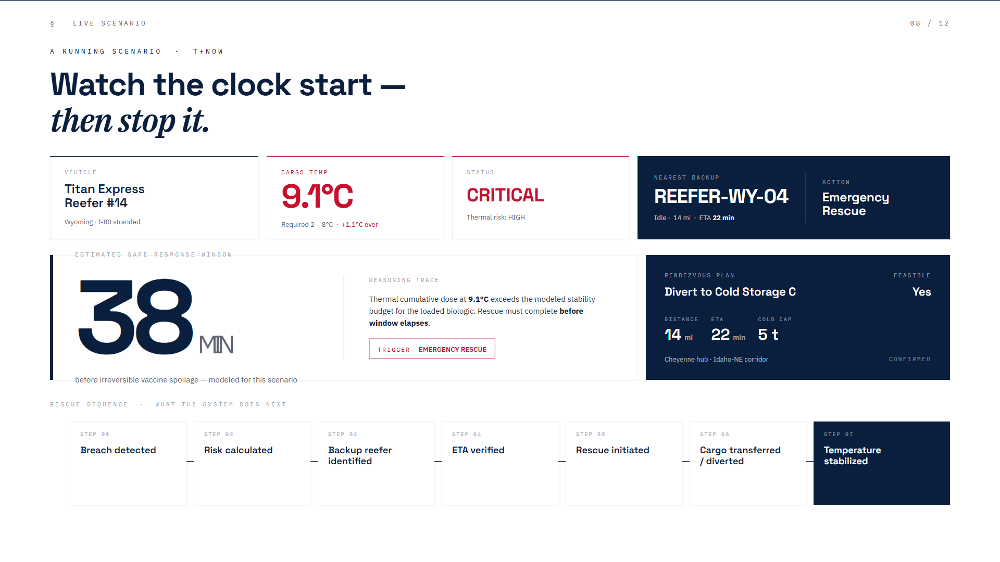 § LIVE SCENARIO
08 / 12
A RUNNING SCENARIO · T+NOW
Watch the clock start —
then stop it.
VEHICLE
Titan Express
Reefer #14
Wyoming · I-80 stranded
CARGO TEMP
9.1°C
Required 2 – 8°C · +1.1°C over
STATUS
CRITICAL
Thermal risk: HIGH
NEAREST BACKUP
REEFER-WY-04
Idle · 14 mi · ETA 22 min
ACTION
Emergency
Rescue
ESTIMATED SAFE RESPONSE WINDOW
38 MIN
before irreversible vaccine spoilage — modeled for this scenario
REASONING TRACE
Thermal cumulative dose at 9.1°C exceeds the modeled stability
budget for the loaded biologic. Rescue must complete before
window elapses.
TRIGGER EMERGENCY RESCUE
RENDEZVOUS PLAN
Divert to Cold Storage C
FEASIBLE
Yes
DISTANCE
14 mi
ETA
22 min
COLD CAP
5 t
Cheyenne hub · Idaho-NE corridor
CONFIRMED
RESCUE SEQUENCE · WHAT THE SYSTEM DOES NEXT
STEP 01
Breach detected
STEP 02
Risk calculated
STEP 03
Backup reefer
identified
STEP 04
ETA verified
STEP 05
Rescue initiated
STEP 06
Cargo transferred
/ diverted
STEP 07
Temperature
stabilized